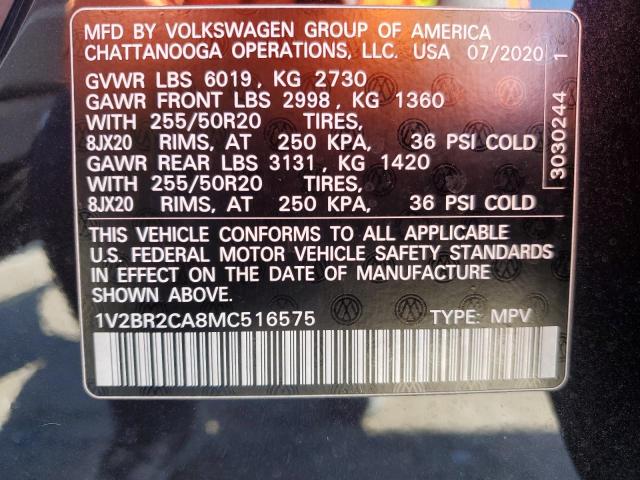 MFD BY VOLKSWAGEN GROUP OF AMERICA
CHATTANOOGA OPERATIONS, LLC. USA 07/2020
GVWR LBS 6019, KG 2730
GAWR FRONT LBS 2998, KG 1360
WITH 255/50R20 TIRES,
8JX20 RIMS, AT 250 KPA, 36 PSI COLD
GAWR REAR LBS 3131, KG 1420
WITH 255/50R20 TIRES,
8JX20 RIMS, AT 250 KPA, 36 PSI COLD
3030244 1
THIS VEHICLE CONFORMS TO ALL APPLICABLE
U.S. FEDERAL MOTOR VEHICLE SAFETY STANDARDS
IN EFFECT ON THE DATE OF MANUFACTURE
SHOWN ABOVE.
1V2BR2CA8MC516575 TYPE: MPV